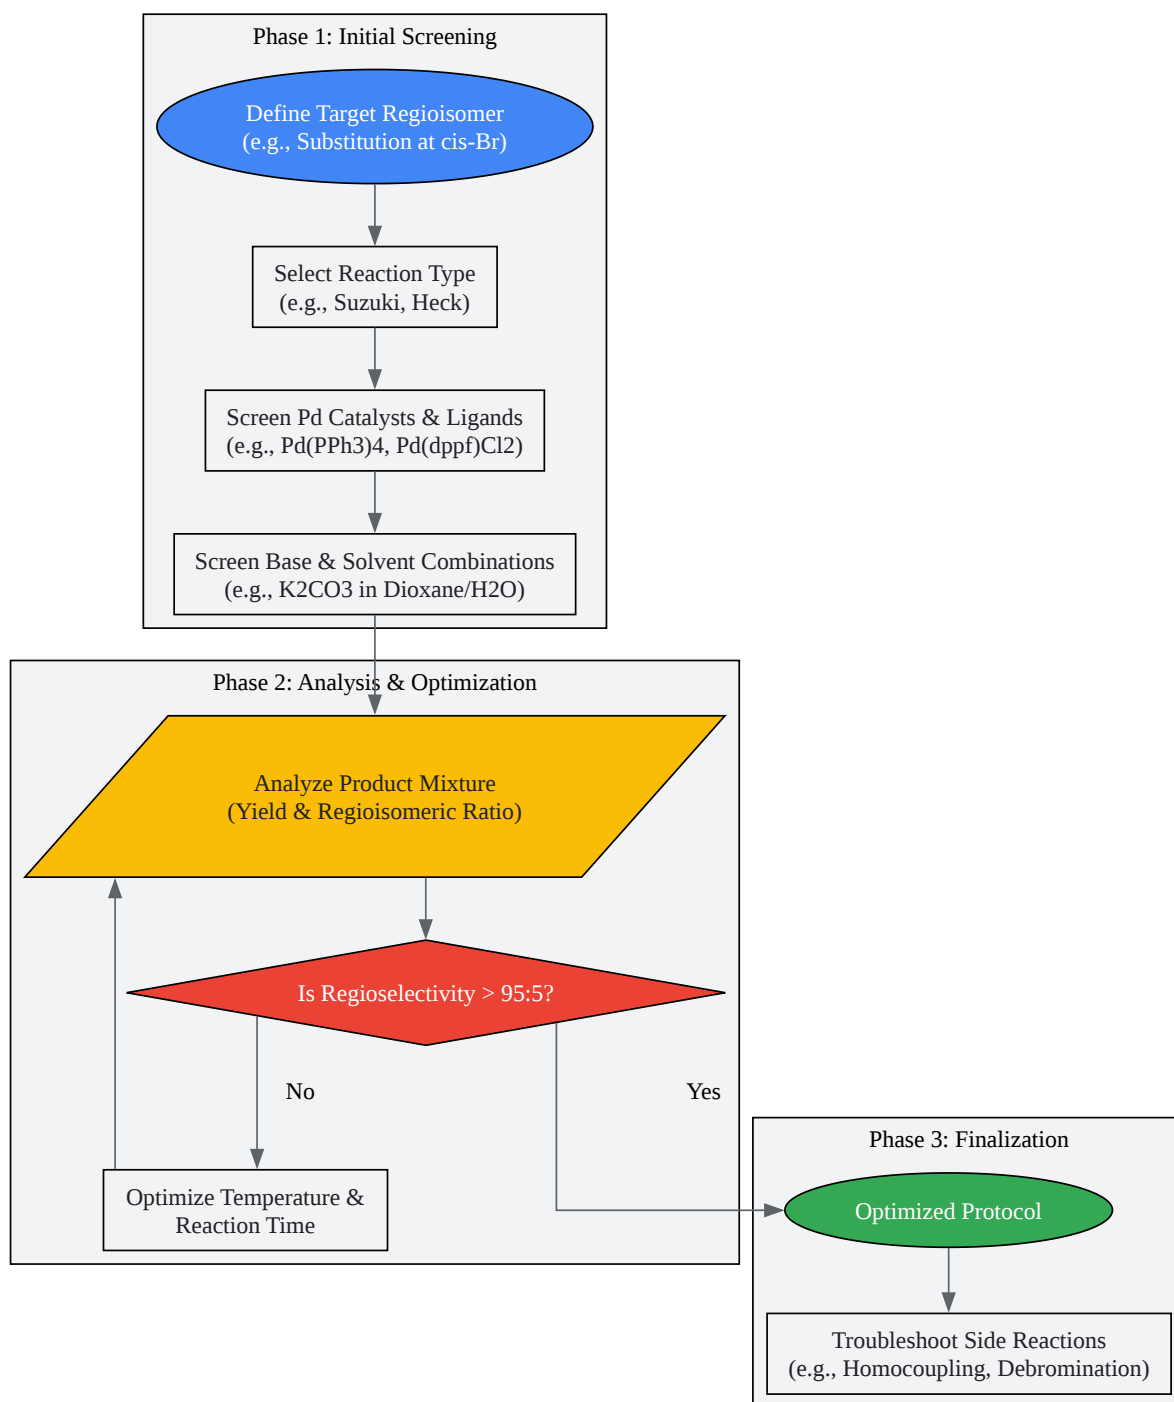 Phase 1: Initial Screening
Define Target Regioisomer
(e.g., Substitution at cis-Br)
Select Reaction Type
(e.g., Suzuki, Heck)
Screen Pd Catalysts & Ligands
(e.g., Pd(PPh3)4, Pd(dppf)Cl2)
Screen Base & Solvent Combinations
(e.g., K2CO3 in Dioxane/H2O)
Phase 2: Analysis & Optimization
Analyze Product Mixture
(Yield & Regioisomeric Ratio)
Is Regioselectivity > 95:5?
No
Yes
Optimize Temperature &
Reaction Time
Phase 3: Finalization
Optimized Protocol
Troubleshoot Side Reactions
(e.g., Homocoupling, Debromination)